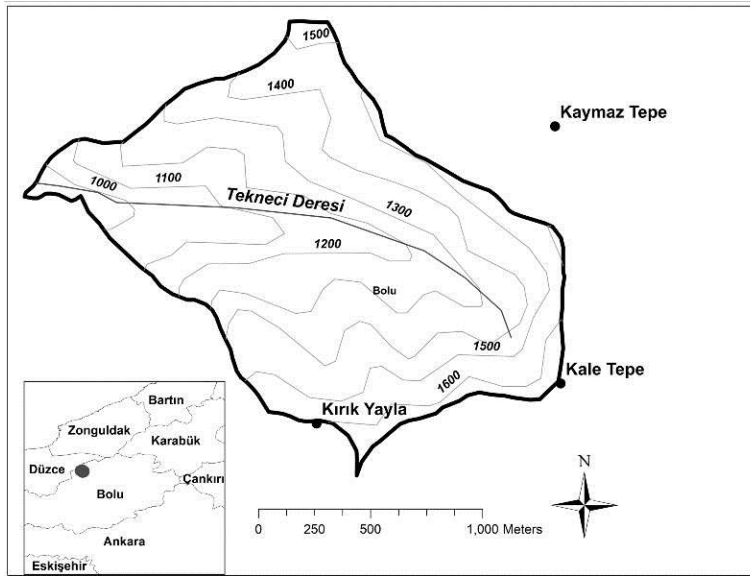 1500
1400
Kaymaz Tepe
1000
1100
Tekneci Deresi
1300
1200
Bolu
1500
1600
Kale Tepe
Kırık Yayla
Bartın
Zonguldak
Karabük
Düzce
Çankırı
Bolu
Ankara
Eskişehir
N
0 250 500 1,000 Meters